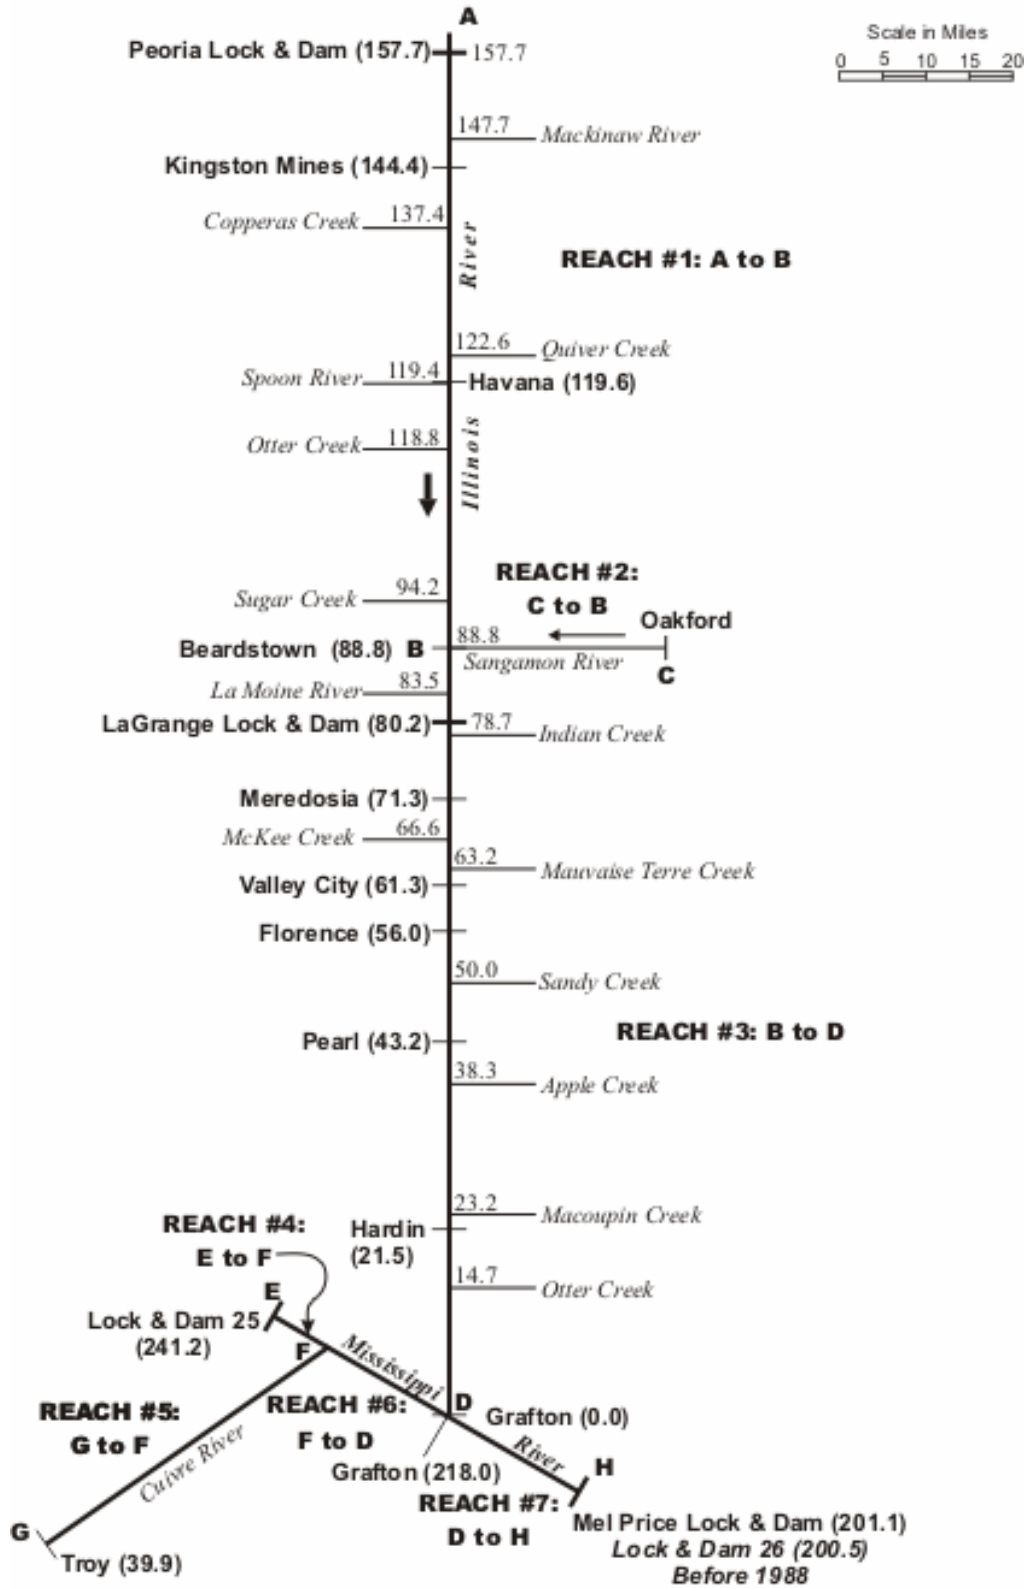 A
Scale in Miles
0 5 10 15 20
Peoria Lock & Dam (157.7) 157.7
147.7 Mackinaw River
Kingston Mines (144.4)
Copperas Creek 137.4
River
REACH #1: A to B
122.6 Quiver Creek
Spoon River 119.4 Havana (119.6)
Otter Creek 118.8
Illinois
REACH #2:
C to B
Sugar Creek 94.2
Oakford
Beardstown (88.8) B 88.8
Sangamon River
C
La Moine River 83.5
LaGrange Lock & Dam (80.2) 78.7
Indian Creek
Meredosia (71.3)
McKee Creek 66.6
63.2 Mauvaise Terre Creek
Valley City (61.3)
Florence (56.0)
50.0 Sandy Creek
REACH #3: B to D
Pearl (43.2)
38.3 Apple Creek
23.2 Macoupin Creek
REACH #4:
E to F
Hardin
(21.5)
14.7 Otter Creek
E
Lock & Dam 25
(241.2)
F
Mississippi
D
REACH #5:
G to F
REACH #6:
F to D
Grafton (0.0)
Cuivre River
River
Grafton (218.0)
H
REACH #7:
D to H
Mel Price Lock & Dam (201.1)
Lock & Dam 26 (200.5)
Before 1988
G
Troy (39.9)